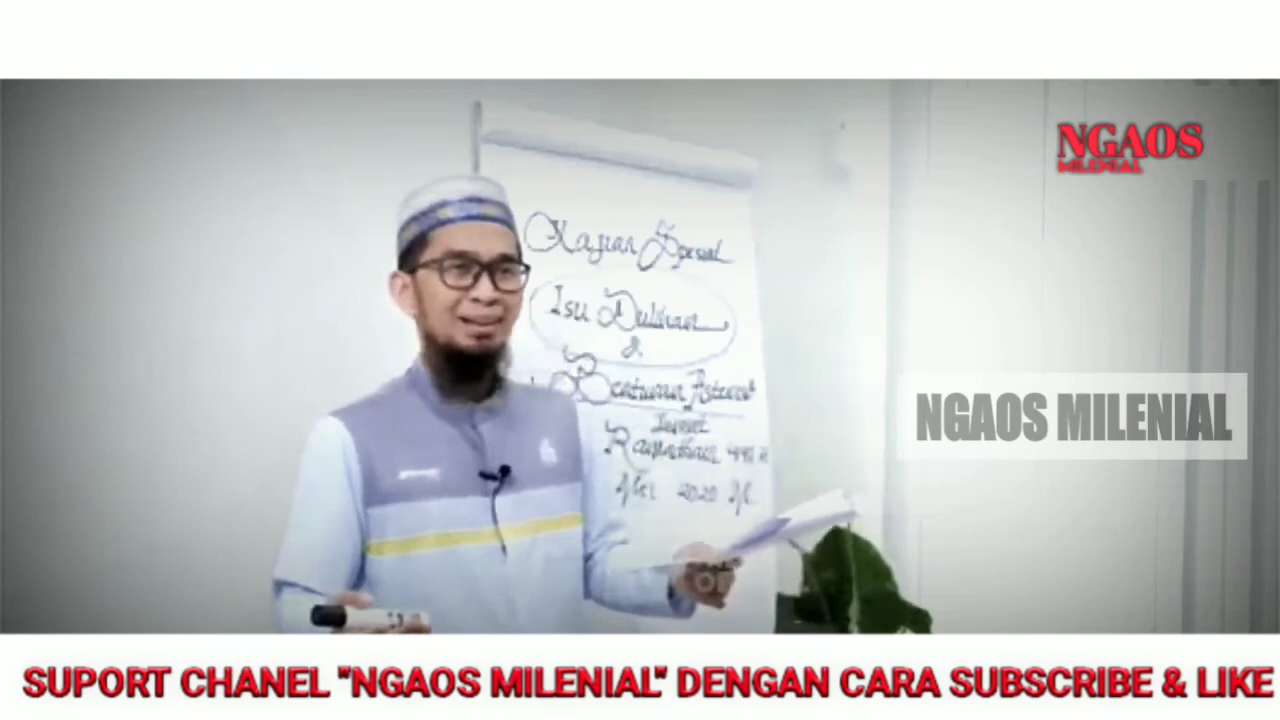 NGAOS
MILENIAL
Kajian Spesial
Isu Dukhan
&
Benturan Asteroid
Ramadhan 1441 H
2020
NGAOS MILENIAL
SUPORT CHANEL "NGAOS MILENIAL" DENGAN CARA SUBSCRIBE & LIKE